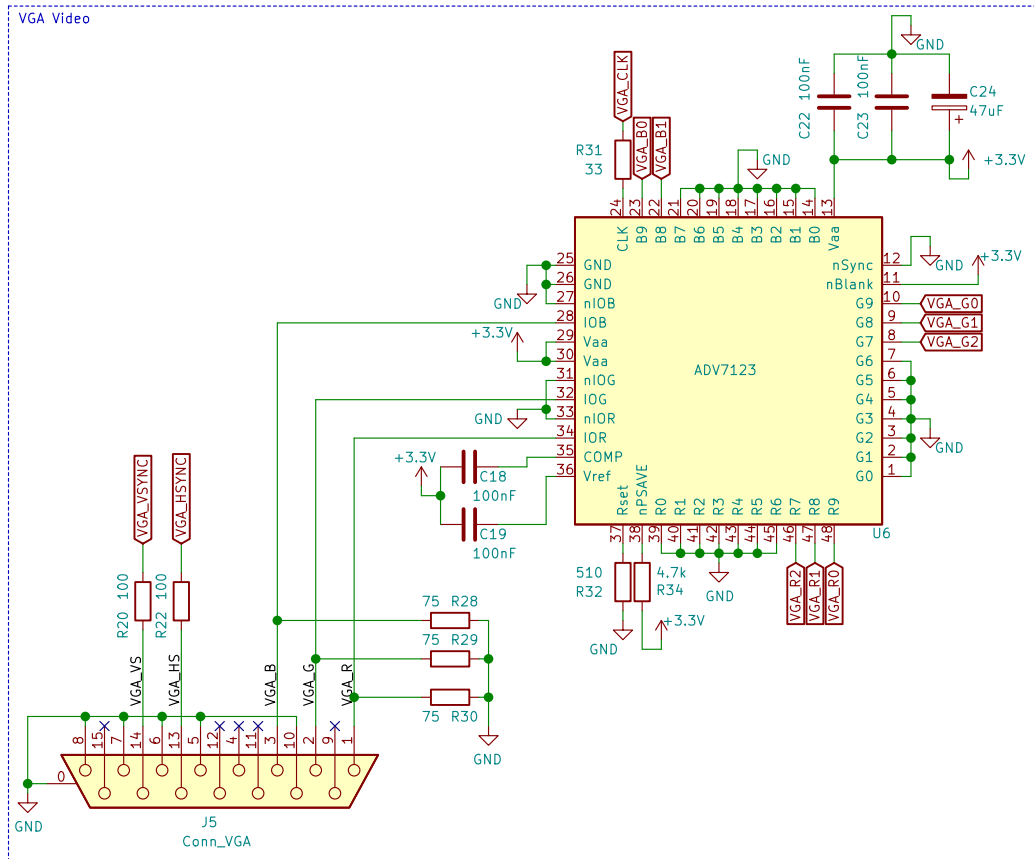 VGA Video
GND
C22 100nF
C23 100nF
C24
47uF
+3.3V
VGA_CLK
VGA_B0
VGA_B1
R31
33
GND
24
23
22
21
20
19
18
17
16
15
14
13
CLK
B9
B8
B7
B6
B5
B4
B3
B2
B1
B0
Vaa
25 GND
26 GND
27 nIOB
28 IOB
29 Vaa
30 Vaa
31 nIOG
32 IOG
33 nIOR
34 IOR
35 COMP
36 Vref
GND
+3.3V
GND
+3.3V
C18
100nF
C19
100nF
ADV7123
nSync 12
nBlank 11
G9 10
G8 9
G7 8
G6 7
G5 6
G4 5
G3 4
G2 3
G1 2
G0 1
GND
+3.3V
VGA_G0
VGA_G1
VGA_G2
GND
Rset
nPSAVE
R0
R1
R2
R3
R4
R5
R6
R7
R8
R9
37
38
39
40
41
42
43
44
45
46
47
48
U6
510
R32
4.7k
R34
GND
+3.3V
GND
VGA_R2
VGA_R1
VGA_R0
VGA_VSYNC
VGA_HSYNC
R20 100
R22 100
75 R28
75 R29
75 R30
GND
VGA_VS
VGA_HS
VGA_B
VGA_G
VGA_R
8
15
7
14
6
13
5
12
4
11
3
10
2
9
1
0
GND
J5
Conn_VGA